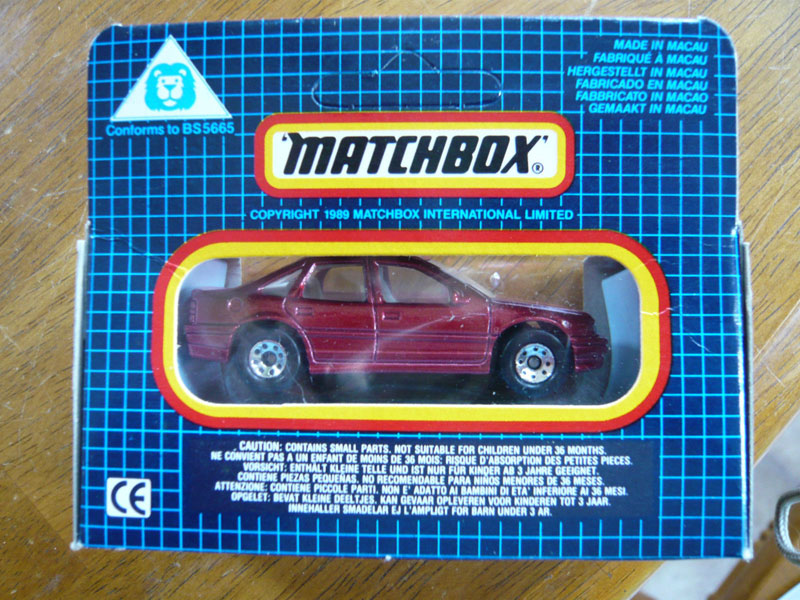 MADE IN MACAU
FABRIQUÉ À MACAU
HERGESTELLT IN MACAU
FABRICADO EN MACAU
FABBRICATO IN MACAO
GEMAAKT IN MACAU
Conforms to BS5665
"MATCHBOX"®
COPYRIGHT 1989 MATCHBOX INTERNATIONAL LIMITED
CAUTION: CONTAINS SMALL PARTS. NOT SUITABLE FOR CHILDREN UNDER 36 MONTHS.
NE CONVIENT PAS A UN ENFANT DE MOINS DE 36 MOIS: RISQUE D'ABSORPTION DES PETITES PIECES.
VORSICHT: ENTHÄLT KLEINE TEILE UND IST NUR FÜR KINDER AB 3 JAHRE GEEIGNET.
CONTIENE PIEZAS PEQUEÑAS. NO RECOMENDABLE PARA NIÑOS MENORES DE 36 MESES.
ATTENZIONE: CONTIENE PICCOLE PARTI. NON E' ADATTO AI BAMBINI DI ETA' INFERIORE AI 36 MESI.
OPGELET: BEVAT KLEINE DEELTJES. KAN GEVAAR OPLEVEREN VOOR KINDEREN TOT 3 JAAR.
INNEHALLER SMADELAR EJ LAMPLIGT FOR BARN UNDER 3 AR.
CE